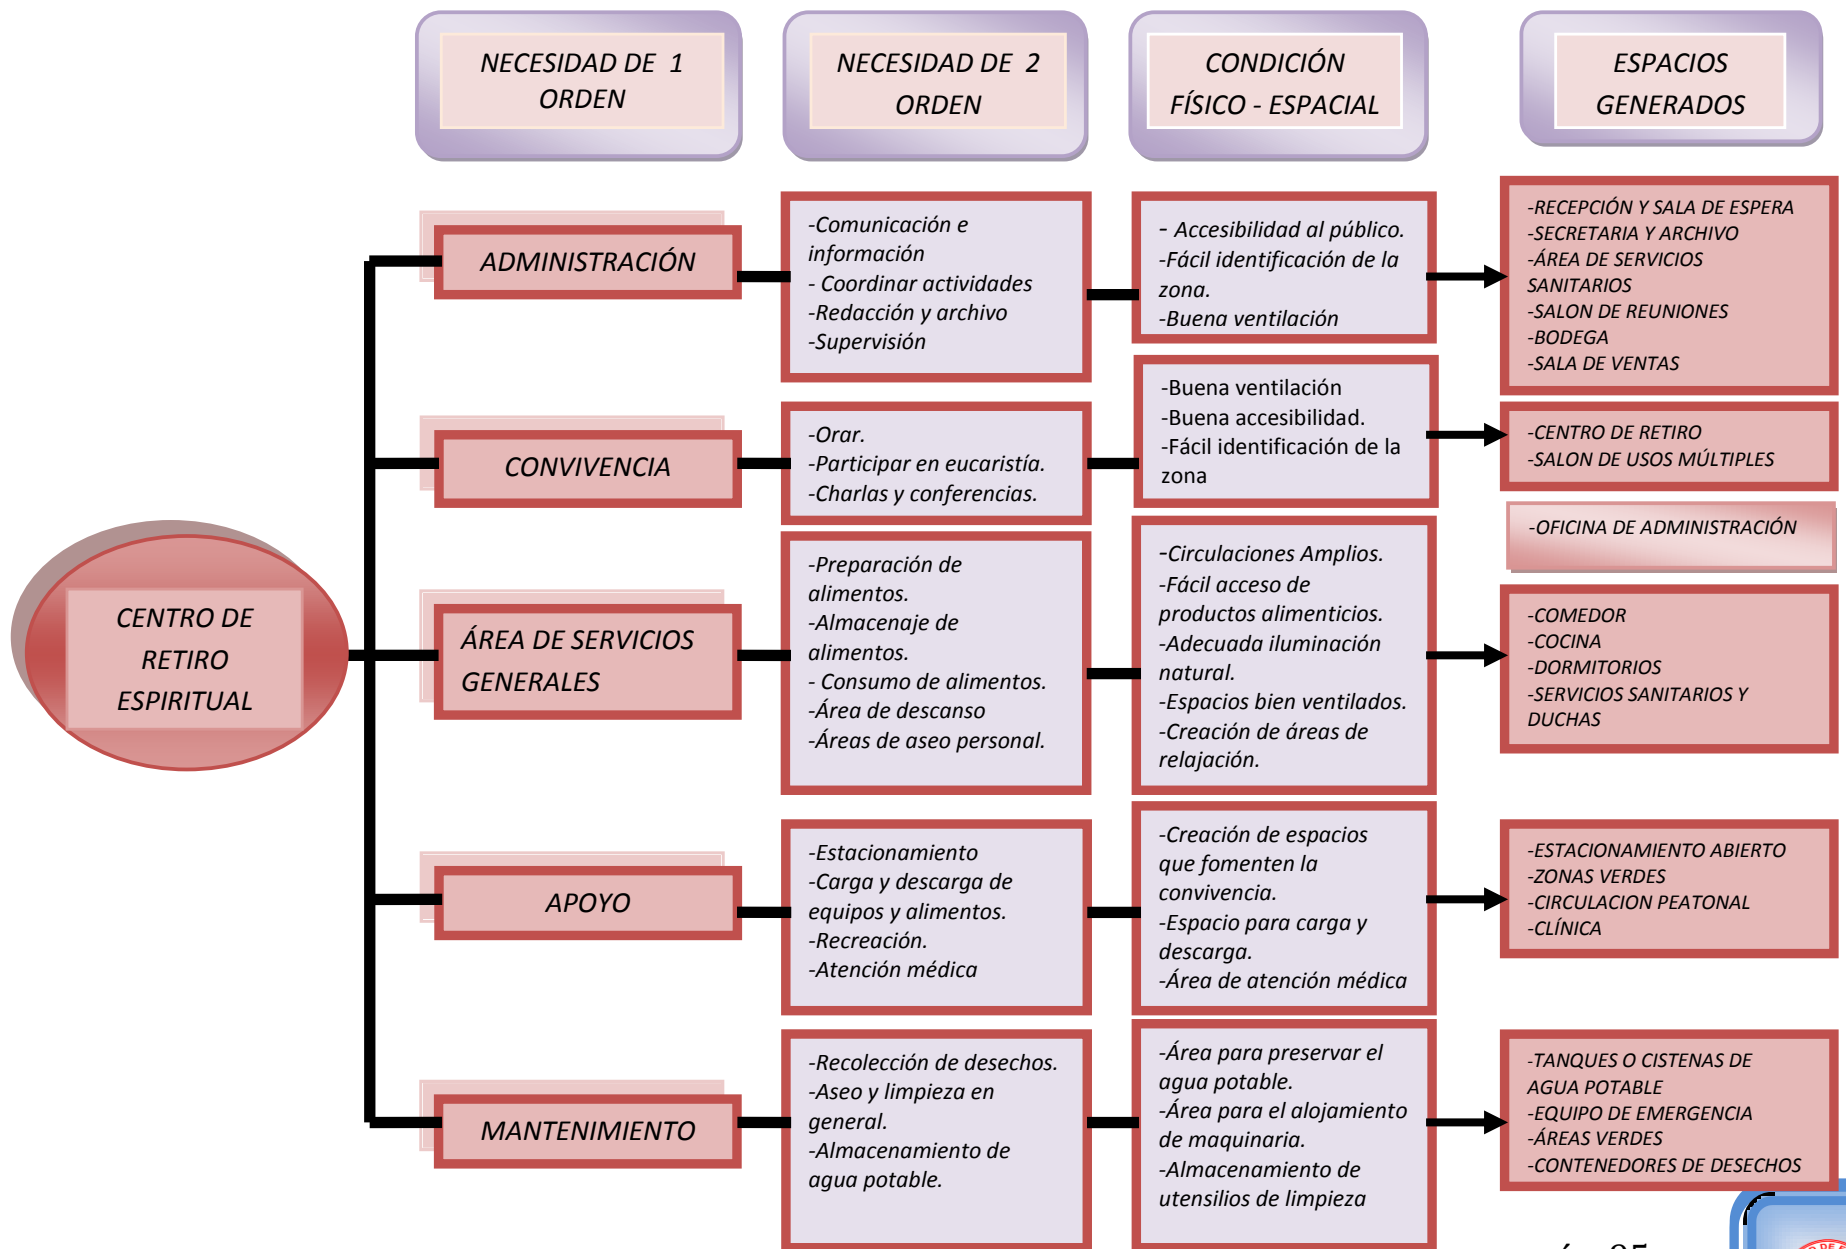 NECESIDAD DE 1
ORDEN
NECESIDAD DE 2
ORDEN
CONDICIÓN
FÍSICO - ESPACIAL
ESPACIOS
GENERADOS
CENTRO DE
RETIRO
ESPIRITUAL
ADMINISTRACIÓN
-Comunicación e
información
- Coordinar actividades
-Redacción y archivo
-Supervisión
- Accesibilidad al público.
-Fácil identificación de la
zona.
-Buena ventilación
-RECEPCIÓN Y SALA DE ESPERA
-SECRETARIA Y ARCHIVO
-ÁREA DE SERVICIOS
SANITARIOS
-SALON DE REUNIONES
-BODEGA
-SALA DE VENTAS
CONVIVENCIA
-Orar.
-Participar en eucaristía.
-Charlas y conferencias.
-Buena ventilación
-Buena accesibilidad.
-Fácil identificación de la
zona
-CENTRO DE RETIRO
-SALON DE USOS MÚLTIPLES
-OFICINA DE ADMINISTRACIÓN
ÁREA DE SERVICIOS
GENERALES
-Preparación de
alimentos.
-Almacenaje de
alimentos.
- Consumo de alimentos.
-Área de descanso
-Áreas de aseo personal.
-Circulaciones Amplios.
-Fácil acceso de
productos alimenticios.
-Adecuada iluminación
natural.
-Espacios bien ventilados.
-Creación de áreas de
relajación.
-COMEDOR
-COCINA
-DORMITORIOS
-SERVICIOS SANITARIOS Y
DUCHAS
APOYO
-Estacionamiento
-Carga y descarga de
equipos y alimentos.
-Recreación.
-Atención médica
-Creación de espacios
que fomenten la
convivencia.
-Espacio para carga y
descarga.
-Área de atención médica
-ESTACIONAMIENTO ABIERTO
-ZONAS VERDES
-CIRCULACION PEATONAL
-CLÍNICA
MANTENIMIENTO
-Recolección de desechos.
-Aseo y limpieza en
general.
-Almacenamiento de
agua potable.
-Área para preservar el
agua potable.
-Área para el alojamiento
de maquinaria.
-Almacenamiento de
utensilios de limpieza
-TANQUES O CISTENAS DE
AGUA POTABLE
-EQUIPO DE EMERGENCIA
-ÁREAS VERDES
-CONTENEDORES DE DESECHOS